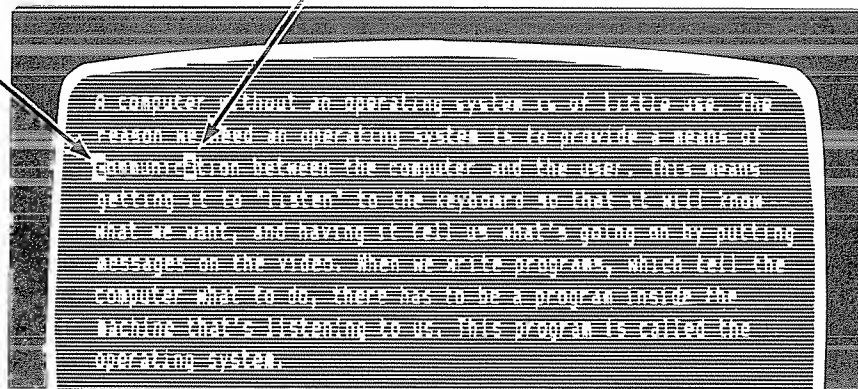 A computer without an operating system is of little use. The
reason we need an operating system is to provide a means of
communication between the computer and the user. This means
getting it to "listen" to the keyboard so that it will know
what we want, and having it tell us what's going on by putting
messages on the video. When we write programs, which tell the
computer what to do, there has to be a program inside the
machine that's listening to us. This program is called the
operating system.